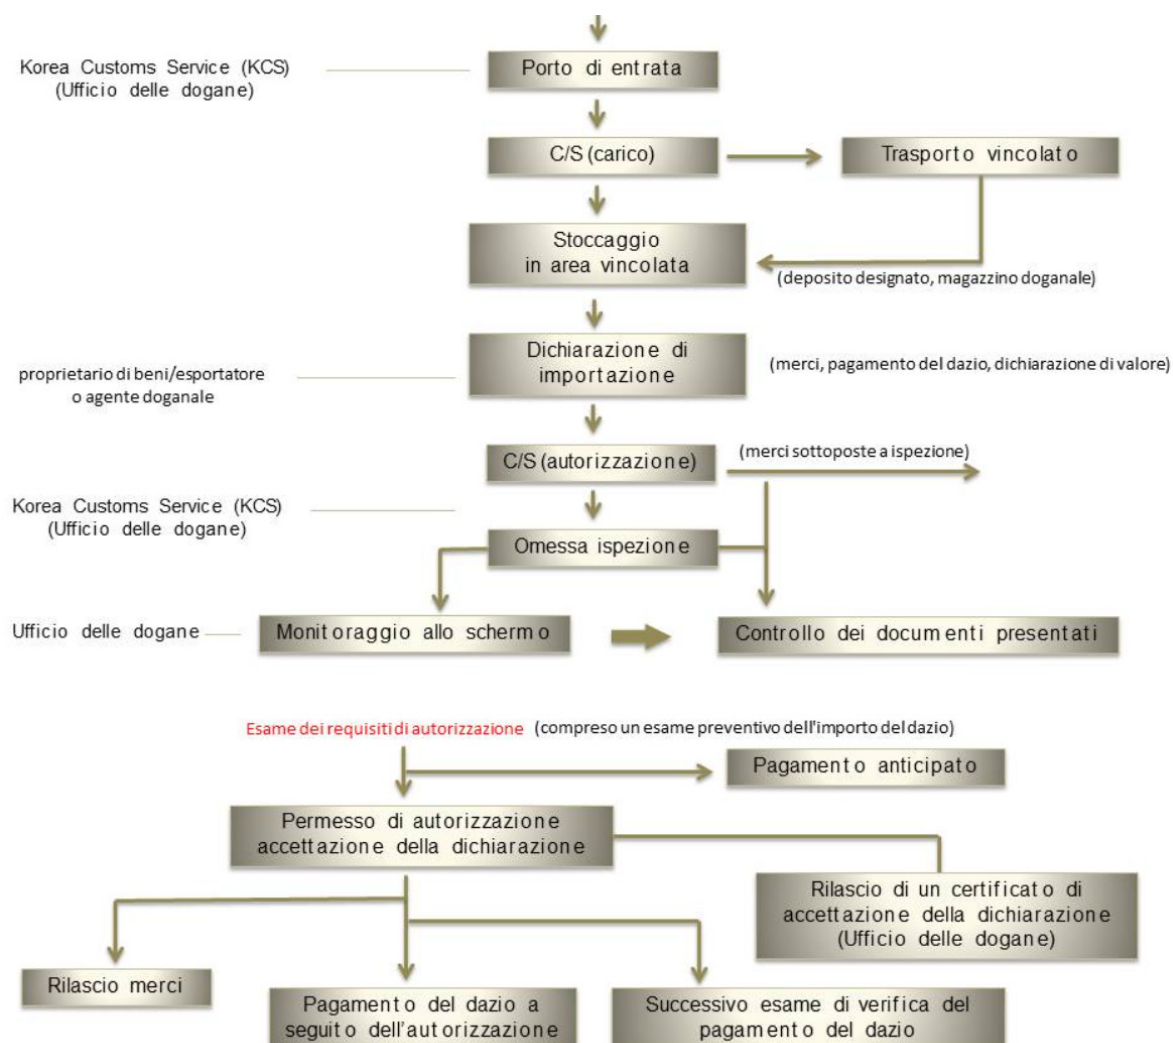 Porto di entrata
Korea Customs Service (KCS)
(Ufficio delle dogane)
C/S (carico)
Trasporto vincolato
Stoccaggio
in area vincolata
(deposito designato, magazzino doganale)
Dichiarazione di
importazione
(merci, pagamento del dazio, dichiarazione di valore)
proprietario di beni/esportatore
o agente doganale
C/S (autorizzazione)
(merci sottoposte a ispezione)
Korea Customs Service (KCS)
(Ufficio delle dogane)
Omessa ispezione
Ufficio delle dogane
Monitoraggio allo schermo
Controllo dei documenti presentati
Esame dei requisiti di autorizzazione (compreso un esame preventivo dell'importo del dazio)
Pagamento anticipato
Permesso di autorizzazione
accettazione della dichiarazione
Rilascio di un certificato di
accettazione della dichiarazione
(Ufficio delle dogane)
Rilascio merci
Pagamento del dazio a
seguito dell'autorizzazione
Successivo esame di verifica del
pagamento del dazio